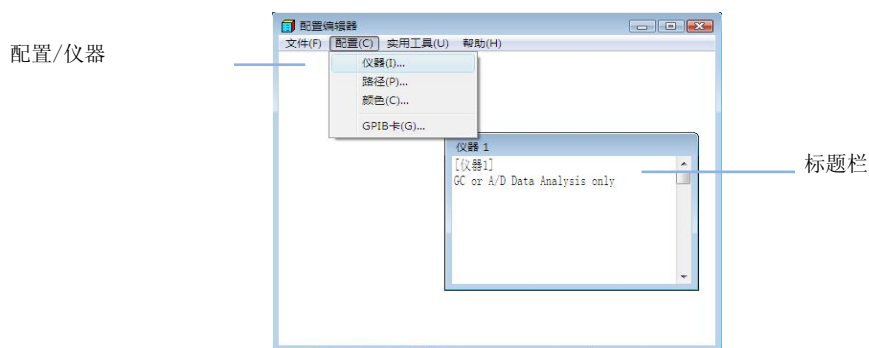 配置编辑器
文件(F) 配置(C) 实用工具(U) 帮助(H)
配置/仪器
仪器(I)...
路径(P)...
颜色(C)...
GPIB卡(G)...
仪器 1
[仪器1]
GC or A/D Data Analysis only
标题栏